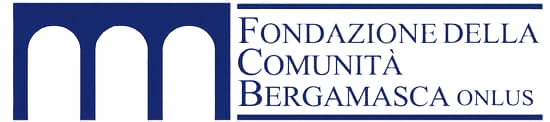 FONDAZIONE DELLA
COMUNITÀ
BERGAMASCA ONLUS